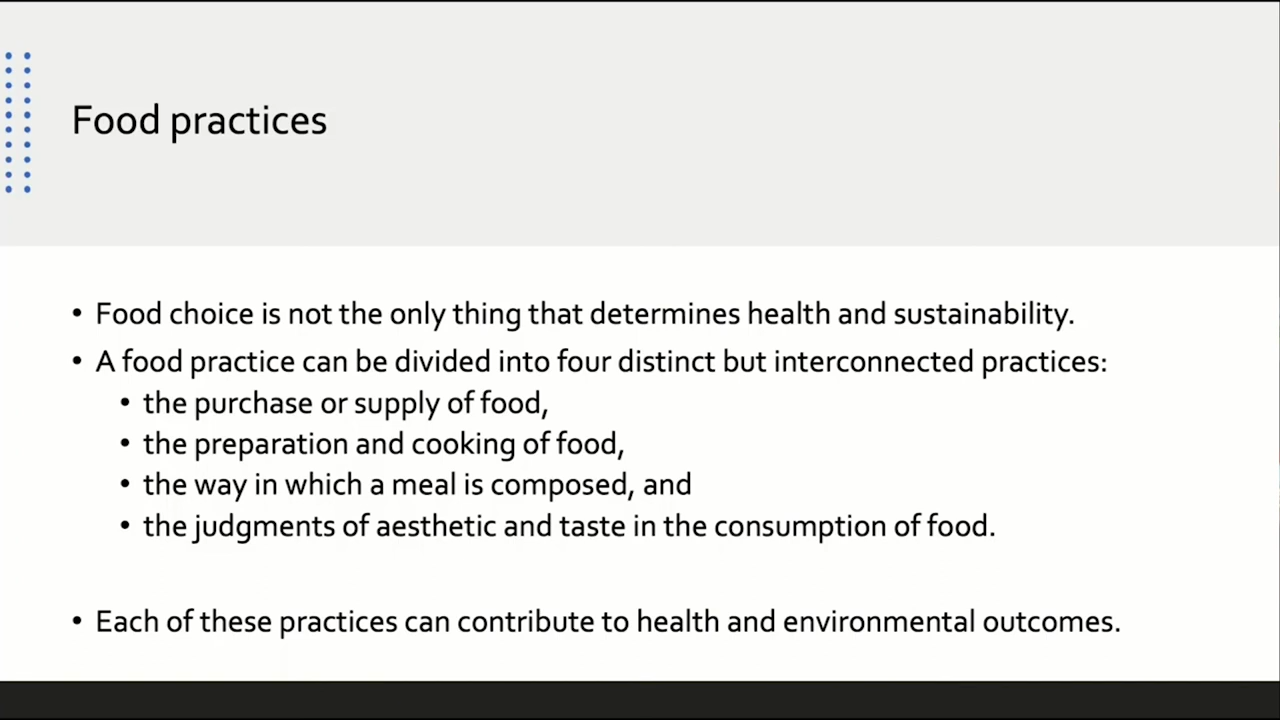 Food practices
• Food choice is not the only thing that determines health and sustainability.
• A food practice can be divided into four distinct but interconnected practices:
• the purchase or supply of food,
• the preparation and cooking of food,
• the way in which a meal is composed, and
• the judgments of aesthetic and taste in the consumption of food.
• Each of these practices can contribute to health and environmental outcomes.